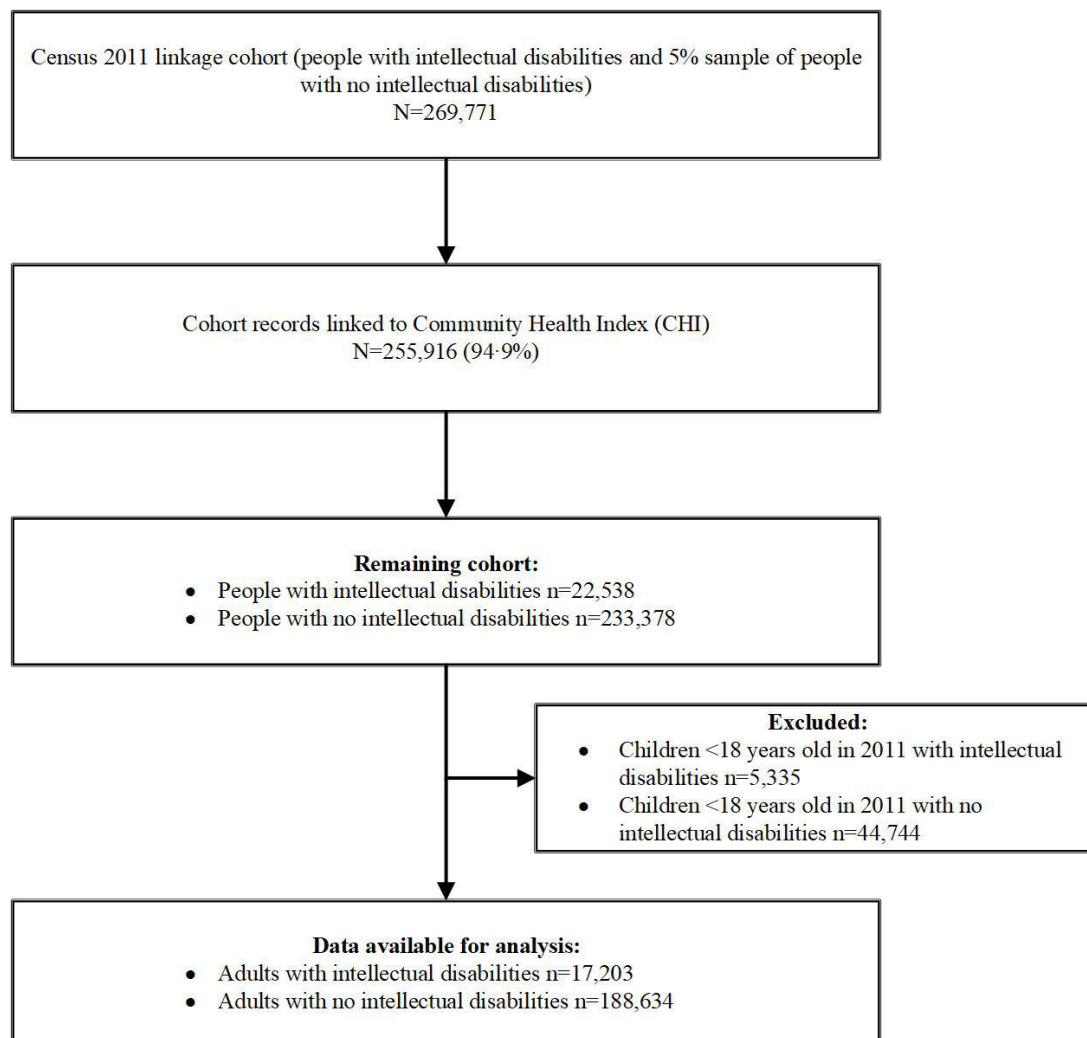 Census 2011 linkage cohort (people with intellectual disabilities and 5% sample of people
with no intellectual disabilities)
N=269,771
Cohort records linked to Community Health Index (CHI)
N=255,916 (94·9%)
Remaining cohort:
• People with intellectual disabilities n=22,538
• People with no intellectual disabilities n=233,378
Excluded:
• Children <18 years old in 2011 with intellectual
disabilities n=5,335
• Children <18 years old in 2011 with no
intellectual disabilities n=44,744
Data available for analysis:
• Adults with intellectual disabilities n=17,203
• Adults with no intellectual disabilities n=188,634